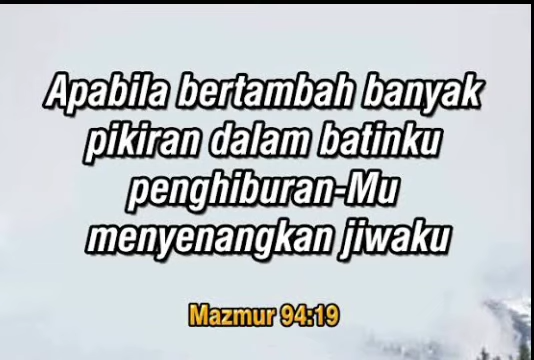 Apabila bertambah banyak
pikiran dalam batinku
penghiburan-Mu
menyenangkan jiwaku
Mazmur 94:19